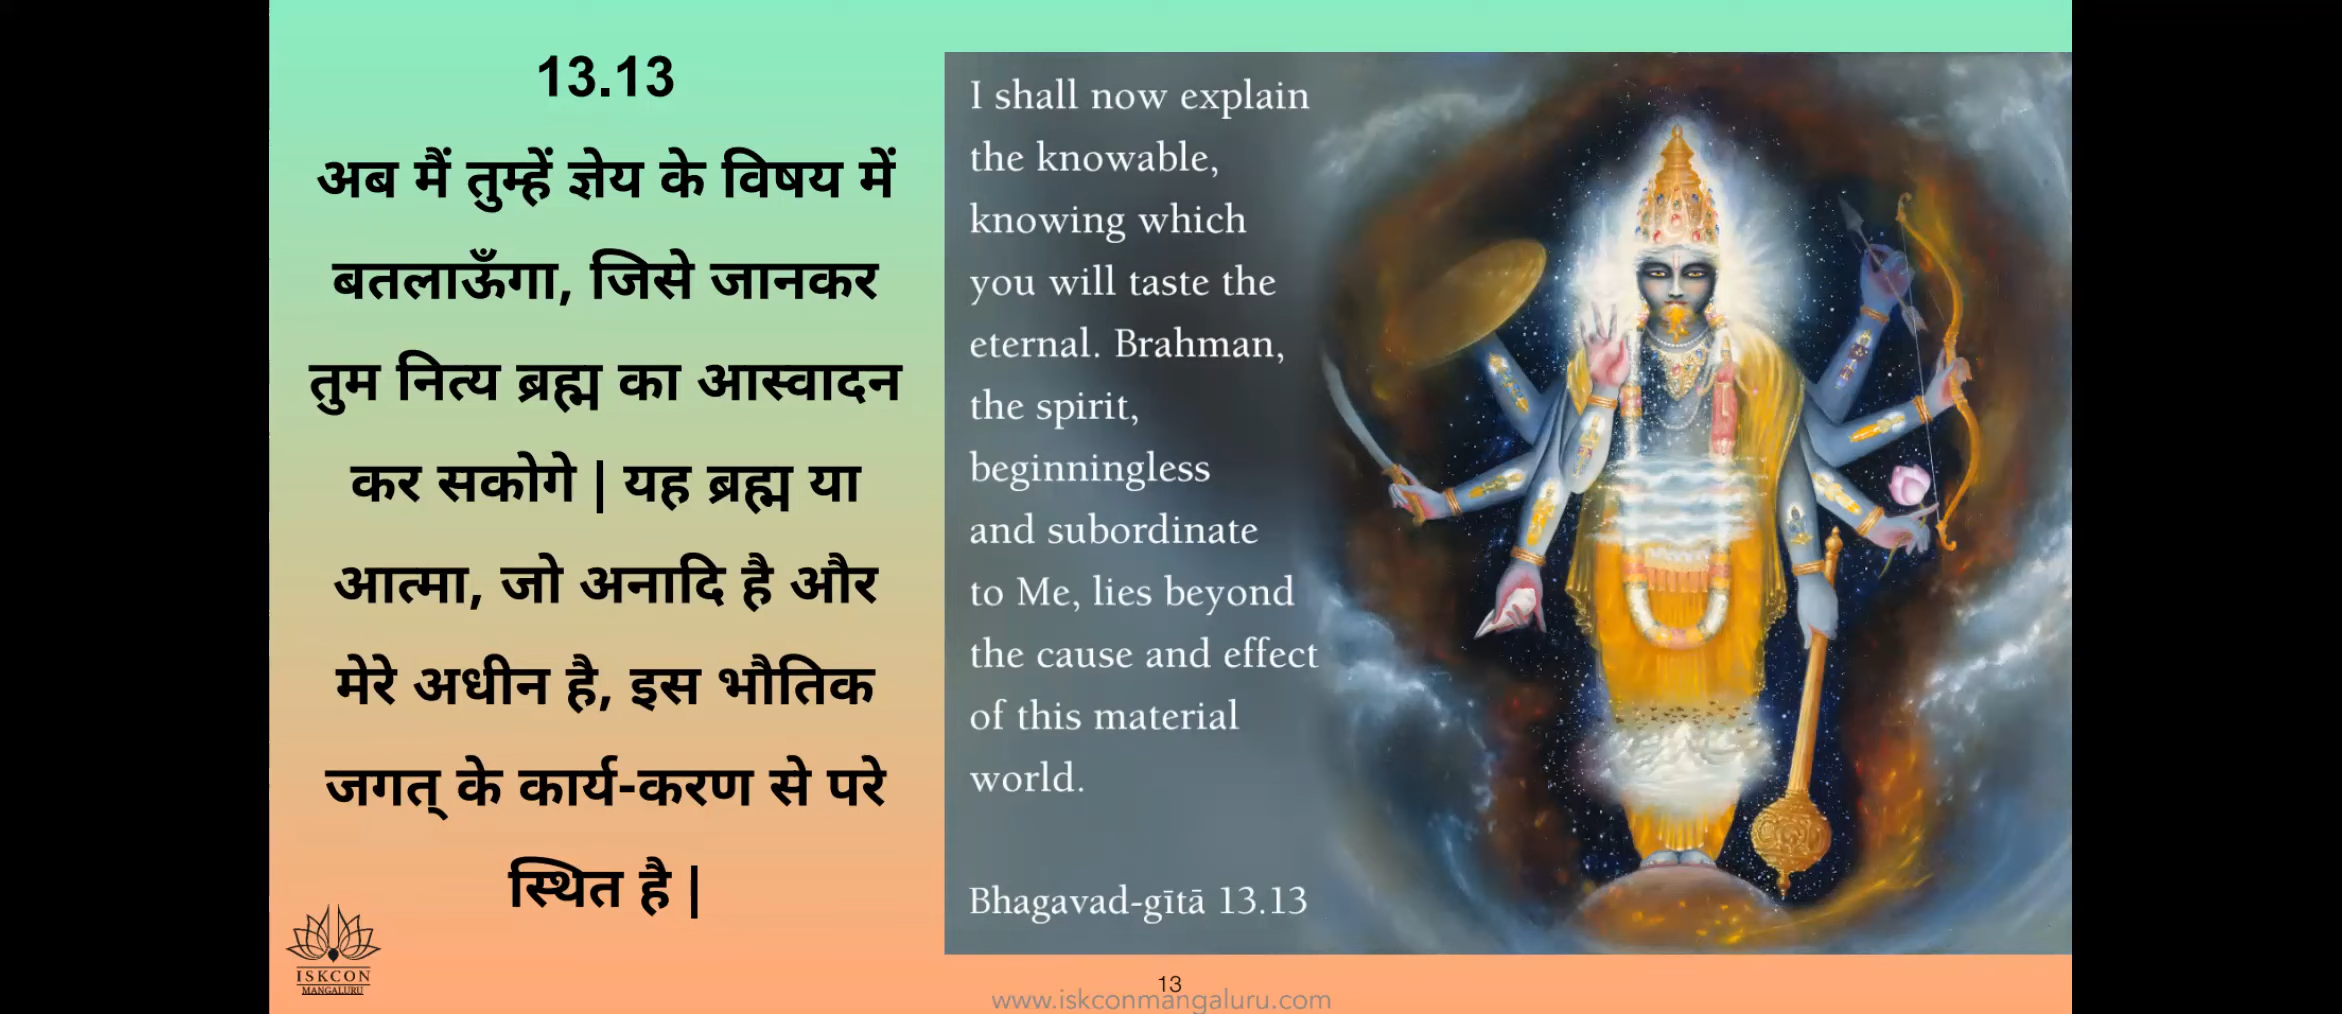 13.13
अब मैं तुम्हें ज्ञेय के विषय में
बतलाऊँगा, जिसे जानकर
तुम नित्य ब्रह्म का आस्वादन
कर सकोगे | यह ब्रह्म या
आत्मा, जो अनादि है और
मेरे अधीन है, इस भौतिक
जगत् के कार्य-करण से परे
स्थित है |
I shall now explain
the knowable,
knowing which
you will taste the
eternal. Brahman,
the spirit,
beginningless
and subordinate
to Me, lies beyond
the cause and effect
of this material
world.
Bhagavad-gītā 13.13
ISKCON
MANGALURU
13
www.iskconmangaluru.com